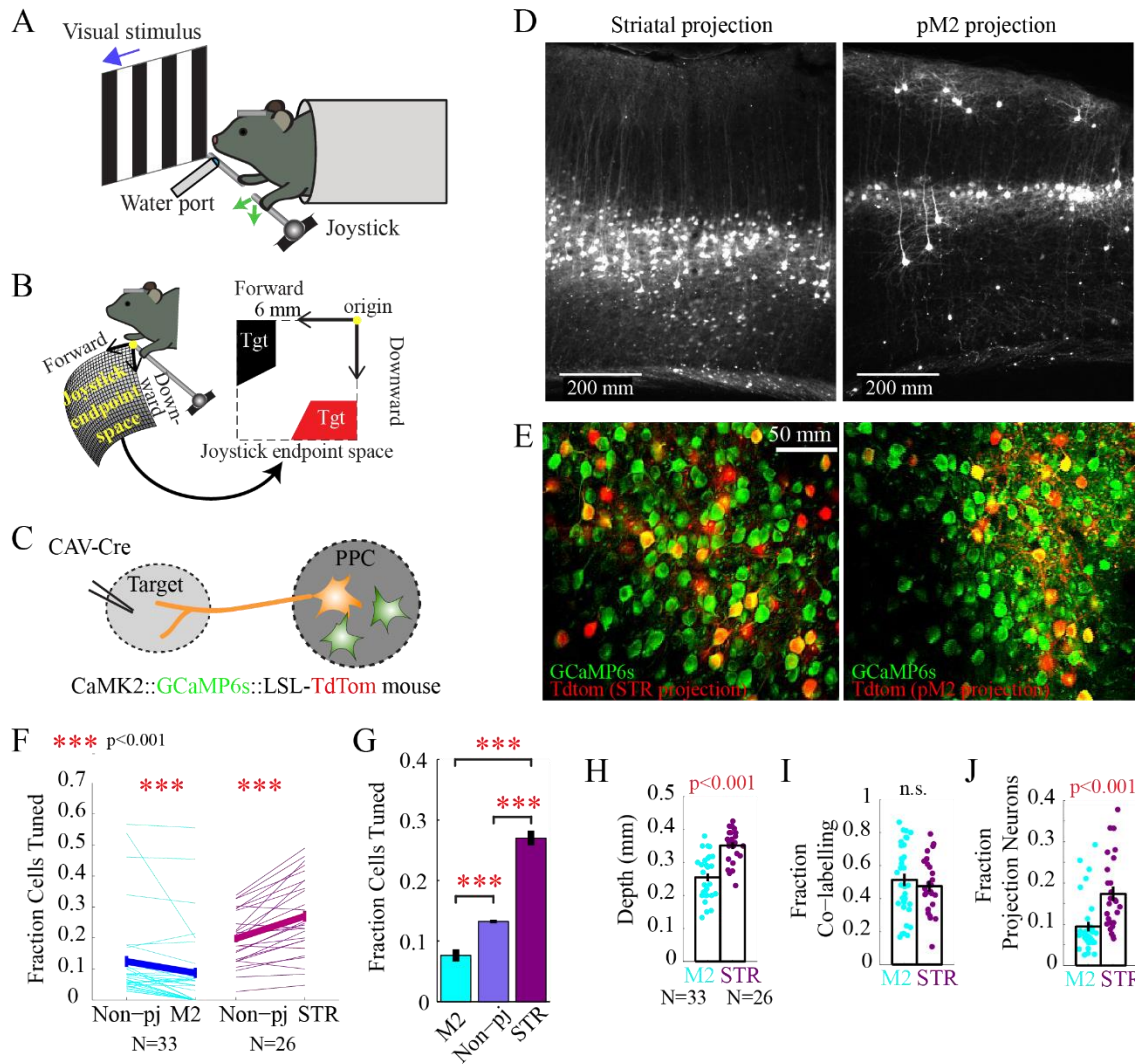 A
Visual stimulus
Water port
Joystick
B
Forward
Down-
ward
Joystick
endpoint
space
Forward
6 mm
origin
Tgt
Downward
Tgt
Joystick endpoint space
C
CAV-Cre
Target
PPC
CaMK2::GCaMP6s::LSL-TdTom mouse
D
Striatal projection
pM2 projection
200 mm
200 mm
E
50 mm
GCaMP6s
Tdtom (STR projection)
GCaMP6s
Tdtom (pM2 projection)
F
*** p<0.001
*** ***
Fraction Cells Tuned
0.7
0.6
0.5
0.4
0.3
0.2
0.1
0
Non-pj M2 Non-pj STR
N=33 N=26
G
***
***
***
Fraction Cells Tuned
0.4
0.3
0.2
0.1
0
M2
Non-pj
STR
H
p<0.001
Depth (mm)
0.5
0.4
0.3
0.2
0.1
0
M2 STR
N=33 N=26
I
n.s.
Fraction
Co-labelling
1
0.8
0.6
0.4
0.2
0
M2 STR
J
p<0.001
Fraction
Projection Neurons
0.4
0.3
0.2
0.1
0
M2 STR